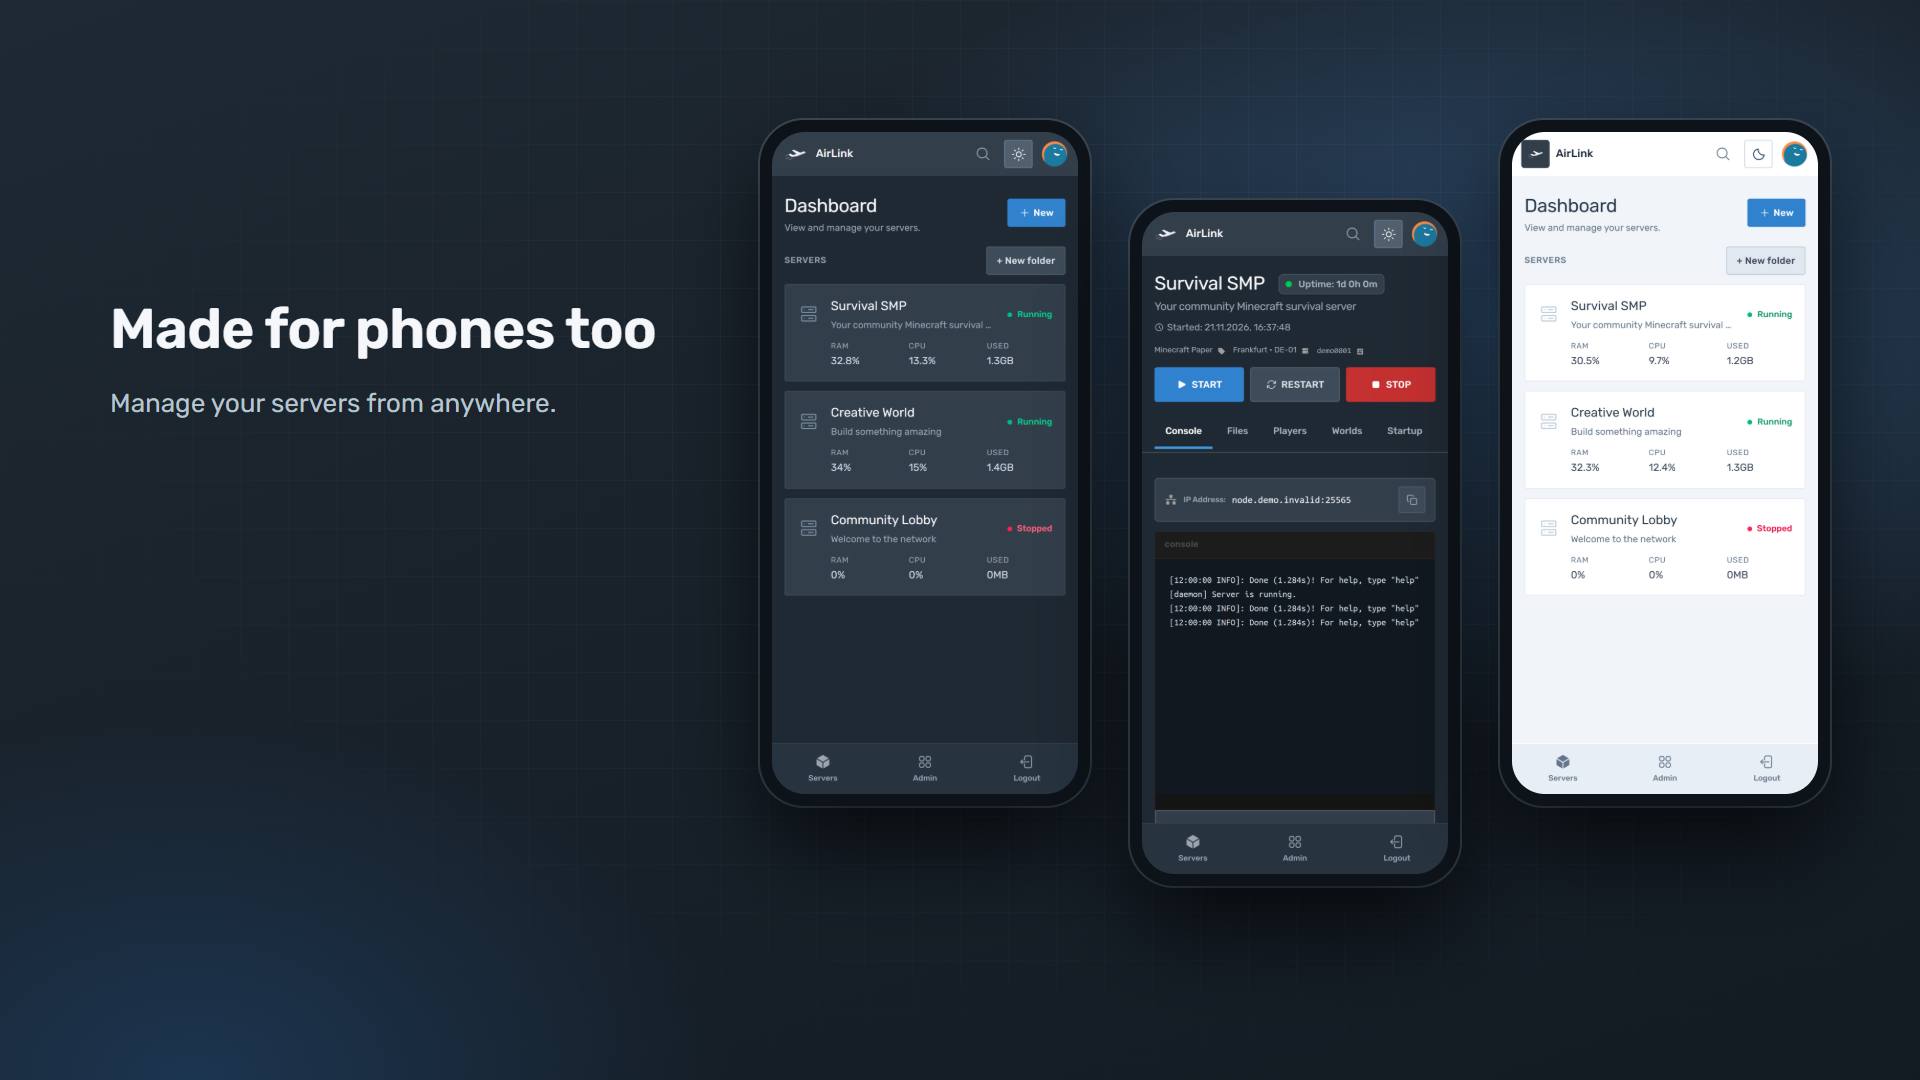 Made for phones too
Manage your servers from anywhere.
AirLink
Dashboard
+ New
View and manage your servers.
SERVERS
+ New folder
Survival SMP
Your community Minecraft survival ...
Running
RAM CPU USED
32.8% 13.3% 1.3GB
Creative World
Build something amazing
Running
RAM CPU USED
34% 15% 1.4GB
Community Lobby
Welcome to the network
Stopped
RAM CPU USED
0% 0% 0MB
Servers Admin Logout
AirLink
Survival SMP
Uptime: 1d 0h 0m
Your community Minecraft survival server
Started: 21.11.2026, 16:37:48
Minecraft Paper Frankfurt • DE-01 demo0001
START RESTART STOP
Console Files Players Worlds Startup
IP Address: node.demo.invalid:25565
console
[12:00:00 INFO]: Done (1.284s)! For help, type "help"
[daemon] Server is running.
[12:00:00 INFO]: Done (1.284s)! For help, type "help"
[12:00:00 INFO]: Done (1.284s)! For help, type "help"
Servers Admin Logout
AirLink
Dashboard
+ New
View and manage your servers.
SERVERS
+ New folder
Survival SMP
Your community Minecraft survival ...
Running
RAM CPU USED
30.5% 9.7% 1.2GB
Creative World
Build something amazing
Running
RAM CPU USED
32.3% 12.4% 1.3GB
Community Lobby
Welcome to the network
Stopped
RAM CPU USED
0% 0% 0MB
Servers Admin Logout